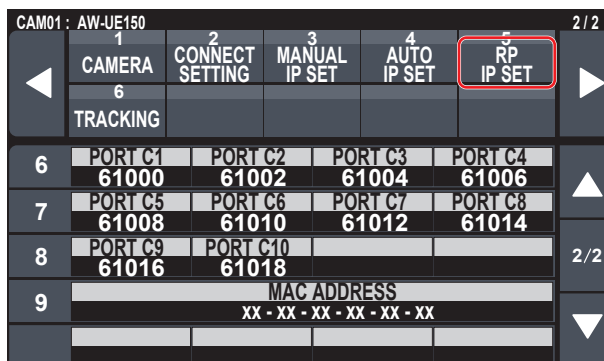 CAM01 : AW-UE150 2 / 2
1 2 3 4 5
CAMERA CONNECT SETTING MANUAL IP SET AUTO IP SET RP IP SET
6
TRACKING
6 PORT C1 PORT C2 PORT C3 PORT C4
61000 61002 61004 61006
7 PORT C5 PORT C6 PORT C7 PORT C8
61008 61010 61012 61014
8 PORT C9 PORT C10
61016 61018
2/2
9 MAC ADDRESS
XX - XX - XX - XX - XX - XX